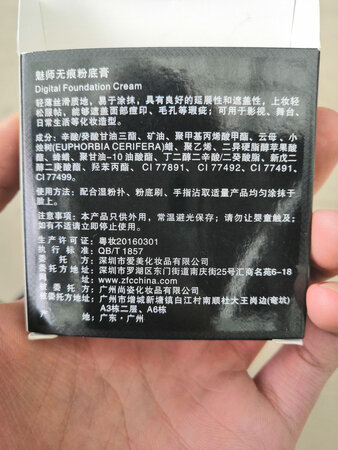 魅师无痕粉底膏
Digital Foundation Cream
轻薄丝滑质地，易于涂抹，具有良好的延展性和遮盖性，上妆轻
松服帖，能够遮盖面部痘印、毛孔等瑕疵；可用于影视、舞台、
日常生活等化妆造型。
成分：辛酸/癸酸甘油三酯、矿油、聚甲基丙烯酸甲酯、云母、小
烛树(EUPHORBIA CERIFERA)蜡、聚乙烯、二异硬脂醇苹果酸
酯、蜂蜡、聚甘油-10 油酸酯、丁二醇二辛酸/二癸酸酯、新戊二
醇二庚酸酯、羟苯丙酯、CI 77891、CI 77492、CI 77491、
CI 77499。
使用方法：配合湿粉扑、粉底刷、手指沾取适量产品均匀涂抹于
脸上。
注意事项：本产品只供外用，常温避光保存；请勿让婴童触及；
如有不适请立即停止使用。
生产许可证：粤妆20160301
执行标准：QB/T 1857
委托方：深圳市爱美化妆品有限公司
地址：深圳市罗湖区东门街道南庆街25号汇商名苑6-18
网址：www.zfcchina.com
被委托方：广州尚姿化妆品有限公司
地址：广州市增城新塘镇白江村南顺社大王岗边(奄坑)
A3栋二层、A6栋
产地：广东·广州